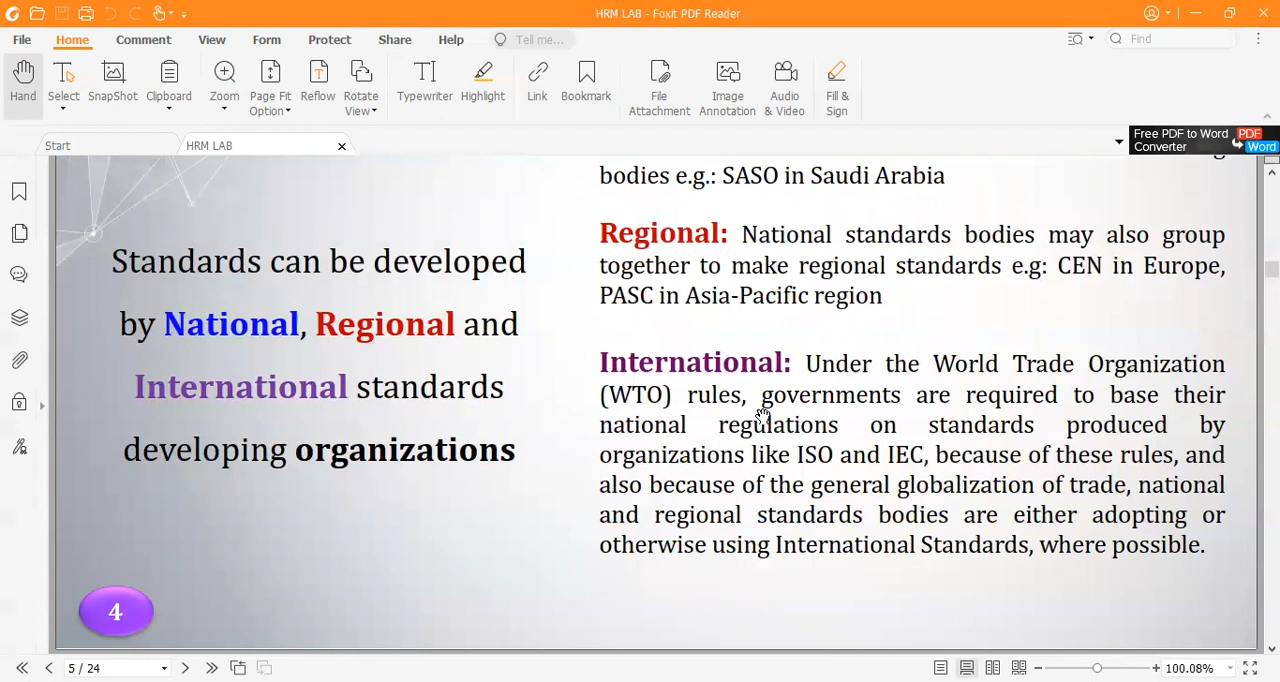 HRM LAB - Foxit PDF Reader
File Home Comment View Form Protect Share Help Tell me... Find
Hand Select SnapShot Clipboard Zoom Page Fit Option Reflow Rotate View Typewriter Highlight Link Bookmark File Attachment Image Annotation Audio & Video Fill & Sign
Start HRM LAB
Free PDF to Word Converter PDF Word
Standards can be developed
by National, Regional and
International standards
developing organizations
4
bodies e.g.: SASO in Saudi Arabia
Regional: National standards bodies may also group
together to make regional standards e.g: CEN in Europe,
PASC in Asia-Pacific region
International: Under the World Trade Organization
(WTO) rules, governments are required to base their
national regulations on standards produced by
organizations like ISO and IEC, because of these rules, and
also because of the general globalization of trade, national
and regional standards bodies are either adopting or
otherwise using International Standards, where possible.
5 / 24 100.08%